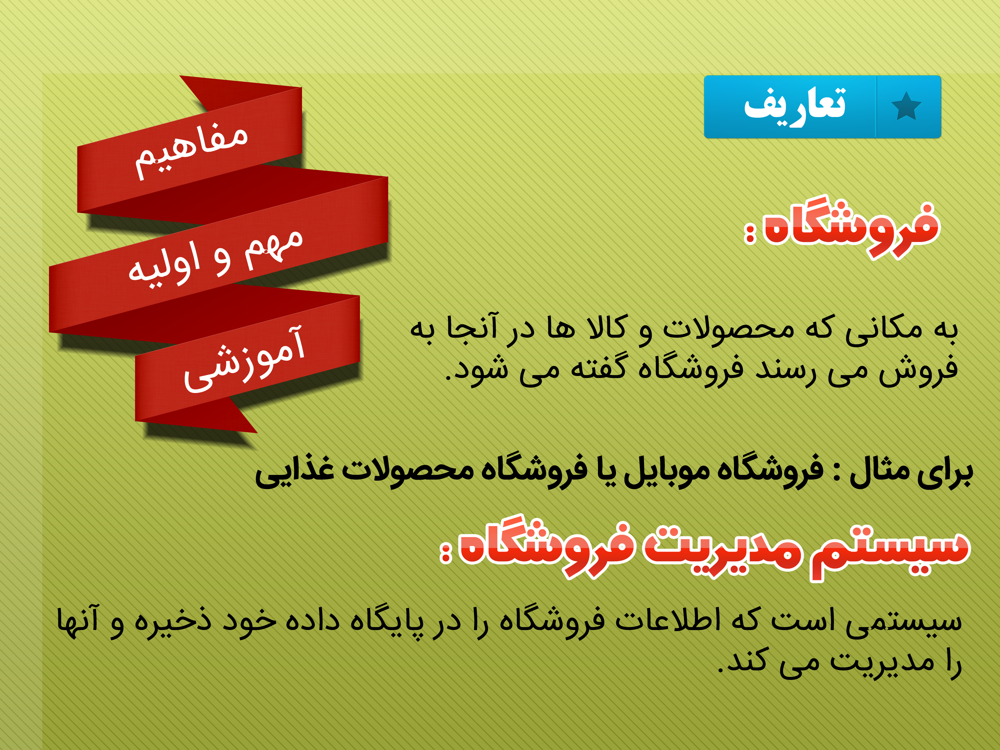 تعاریف
مفاهیم
مهم و اولیه
آموزشی
فروشگاه :
به مکانی که محصولات و کالا ها در آنجا به
فروش می رسند فروشگاه گفته می شود.
برای مثال : فروشگاه موبایل یا فروشگاه محصولات غذایی
سیستم مدیریت فروشگاه :
سیستمی است که اطلاعات فروشگاه را در پایگاه داده خود ذخیره و آنها
را مدیریت می کند.